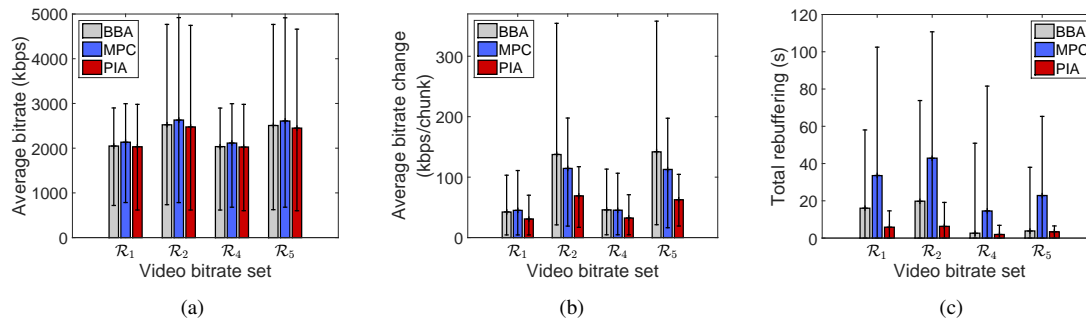 5000
4000
3000
2000
1000
0
Average bitrate (kbps)
BBA
MPC
PIA
R1 R2 R4 R5
Video bitrate set
(a)
300
200
100
0
Average bitrate change
(kbps/chunk)
BBA
MPC
PIA
R1 R2 R4 R5
Video bitrate set
(b)
120
100
80
60
40
20
0
Total rebuffering (s)
BBA
MPC
PIA
R1 R2 R4 R5
Video bitrate set
(c)